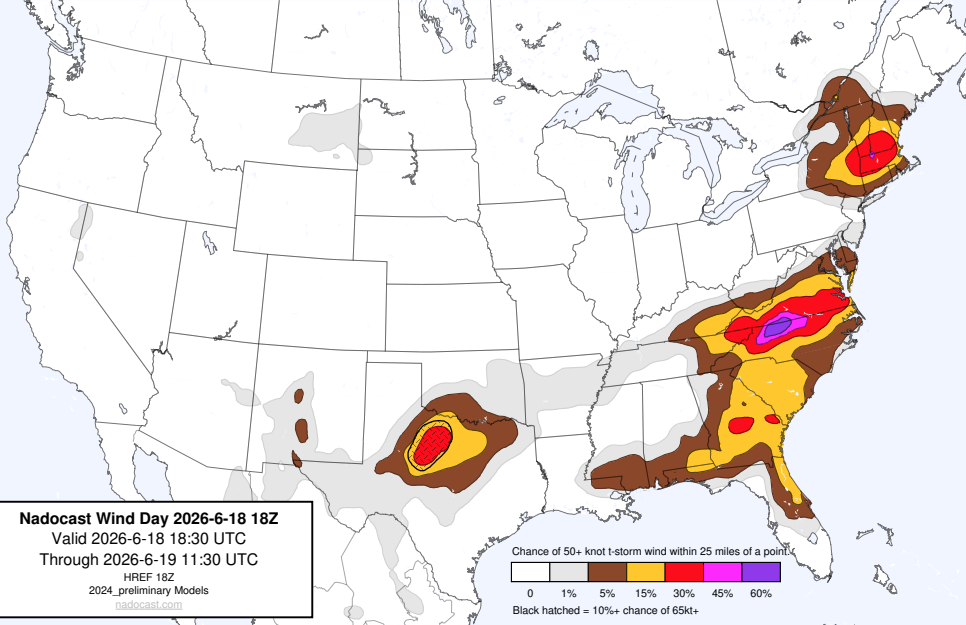 Nadocast Wind Day 2026-6-18 18Z
Valid 2026-6-18 18:30 UTC
Through 2026-6-19 11:30 UTC
HREF 18Z
2024_preliminary Models
nadocast.com
Chance of 50+ knot t-storm wind within 25 miles of a point.
0 1% 5% 15% 30% 45% 60%
Black hatched = 10%+ chance of 65kt+